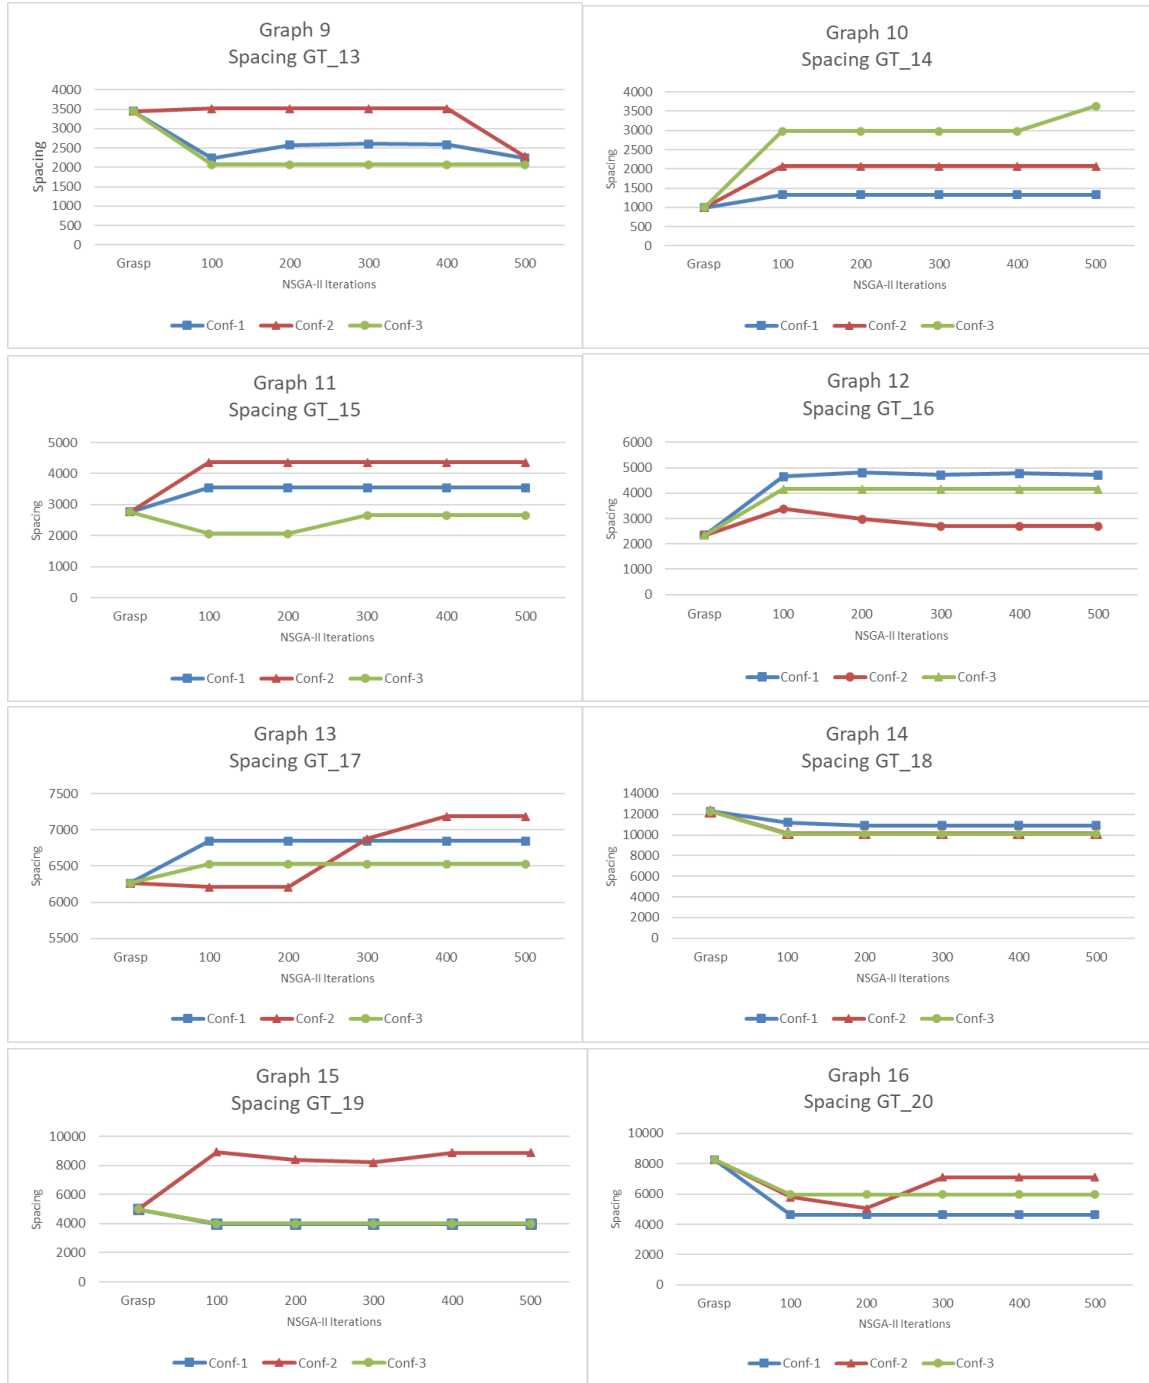 Graph 9
Spacing GT_13
4000
3500
3000
2500
2000
1500
1000
500
0
Spacing
Grasp 100 200 300 400 500
NSGA-II Iterations
Conf-1 Conf-2 Conf-3
Graph 10
Spacing GT_14
4000
3500
3000
2500
2000
1500
1000
500
0
Spacing
Grasp 100 200 300 400 500
NSGA-II Iterations
Conf-1 Conf-2 Conf-3
Graph 11
Spacing GT_15
5000
4000
3000
2000
1000
0
Spacing
Grasp 100 200 300 400 500
NSGA-II Iterations
Conf-1 Conf-2 Conf-3
Graph 12
Spacing GT_16
6000
5000
4000
3000
2000
1000
0
Spacing
Grasp 100 200 300 400 500
NSGA-II Iterations
Conf-1 Conf-2 Conf-3
Graph 13
Spacing GT_17
7500
7000
6500
6000
5500
Spacing
Grasp 100 200 300 400 500
NSGA-II Iterations
Conf-1 Conf-2 Conf-3
Graph 14
Spacing GT_18
14000
12000
10000
8000
6000
4000
2000
0
Spacing
Grasp 100 200 300 400 500
NSGA-II Iterations
Conf-1 Conf-2 Conf-3
Graph 15
Spacing GT_19
10000
8000
6000
4000
2000
0
Spacing
Grasp 100 200 300 400 500
NSGA-II Iterations
Conf-1 Conf-2 Conf-3
Graph 16
Spacing GT_20
10000
8000
6000
4000
2000
0
Spacing
Grasp 100 200 300 400 500
NSGA-II Iterations
Conf-1 Conf-2 Conf-3